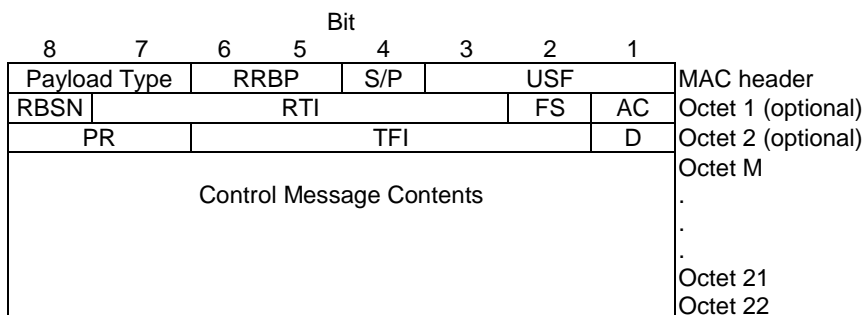 Bit
8 7 6 5 4 3 2 1
Payload Type RRBP S/P USF MAC header
RBSN RTI FS AC Octet 1 (optional)
PR TFI D Octet 2 (optional)
Octet M
Control Message Contents .
.
.
Octet 21
Octet 22